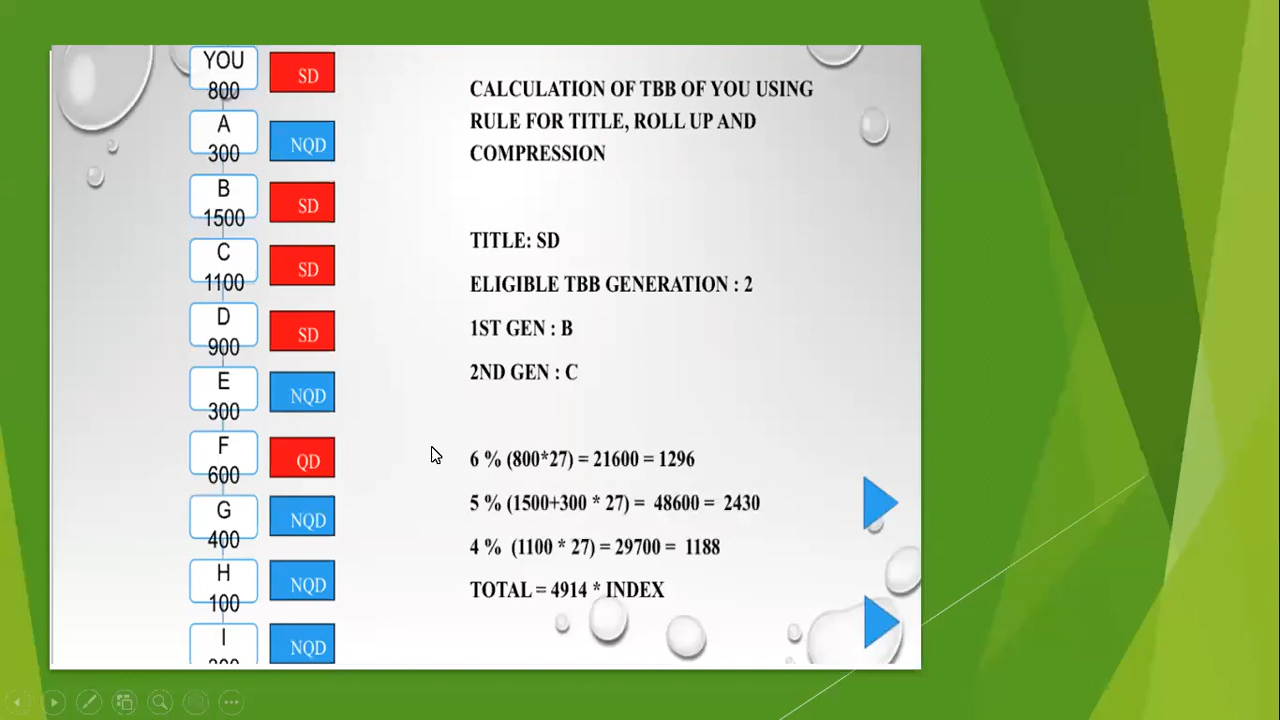 YOU
800
SD
A
300
NQD
B
1500
SD
C
1100
SD
D
900
SD
E
300
NQD
F
600
QD
G
400
NQD
H
100
NQD
I
NQD
CALCULATION OF TBB OF YOU USING
RULE FOR TITLE, ROLL UP AND
COMPRESSION
TITLE: SD
ELIGIBLE TBB GENERATION : 2
1ST GEN : B
2ND GEN : C
6 % (800*27) = 21600 = 1296
5 % (1500+300 * 27) = 48600 = 2430
4 % (1100 * 27) = 29700 = 1188
TOTAL = 4914 * INDEX